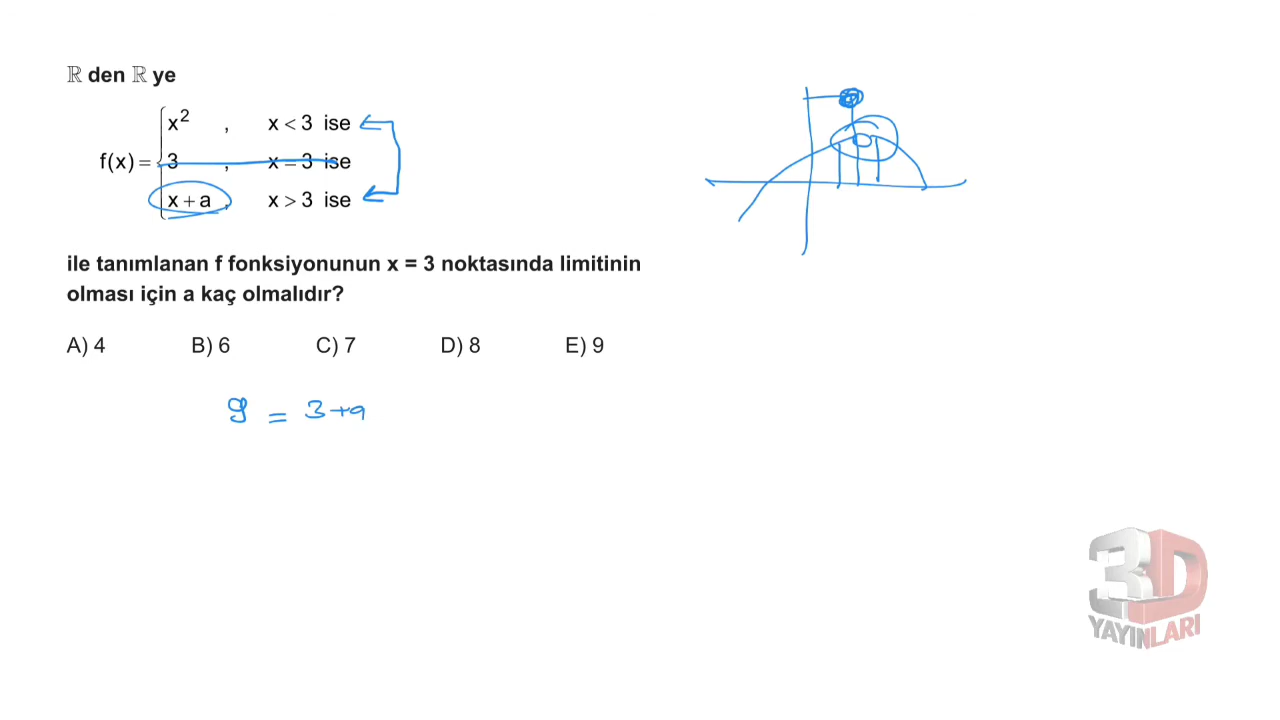 ℝ den ℝ ye
x² , x < 3 ise
f(x) = 3 , x = 3 ise
x + a , x > 3 ise
ile tanımlanan f fonksiyonunun x = 3 noktasında limitinin
olması için a kaç olmalıdır?
A) 4 B) 6 C) 7 D) 8 E) 9
9 = 3+a
3D
YAYINLARI